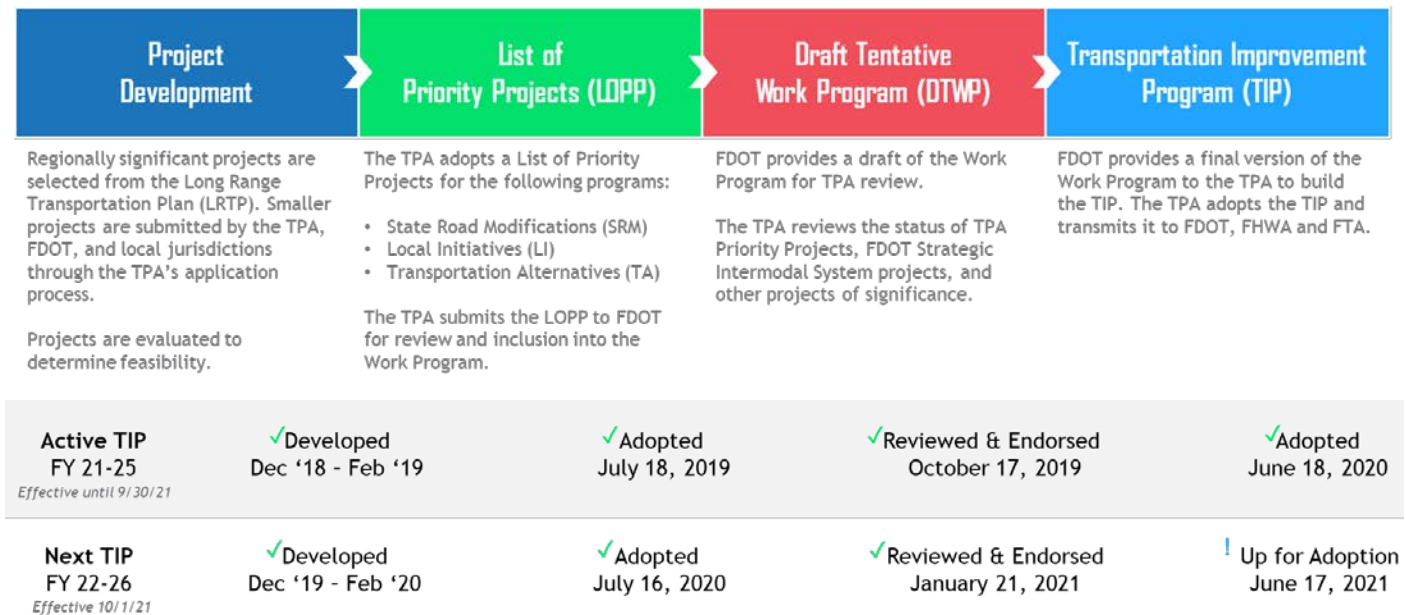 Project
Development
List of
Priority Projects (LOPP)
Draft Tentative
Work Program (DTWP)
Transportation Improvement
Program (TIP)
Regionally significant projects are
selected from the Long Range
Transportation Plan (LRTP). Smaller
projects are submitted by the TPA,
FDOT, and local jurisdictions
through the TPA's application
process.
Projects are evaluated to
determine feasibility.
The TPA adopts a List of Priority
Projects for the following programs:
• State Road Modifications (SRM)
• Local Initiatives (LI)
• Transportation Alternatives (TA)
The TPA submits the LOPP to FDOT
for review and inclusion into the
Work Program.
FDOT provides a draft of the Work
Program for TPA review.
The TPA reviews the status of TPA
Priority Projects, FDOT Strategic
Intermodal System projects, and
other projects of significance.
FDOT provides a final version of the
Work Program to the TPA to build
the TIP. The TPA adopts the TIP and
transmits it to FDOT, FHWA and FTA.
Active TIP
FY 21-25
Effective until 9/30/21
✓Developed
Dec ‘18 – Feb ‘19
✓Adopted
July 18, 2019
✓Reviewed & Endorsed
October 17, 2019
✓Adopted
June 18, 2020
Next TIP
FY 22-26
Effective 10/1/21
✓Developed
Dec ‘19 – Feb ‘20
✓Adopted
July 16, 2020
✓Reviewed & Endorsed
January 21, 2021
! Up for Adoption
June 17, 2021